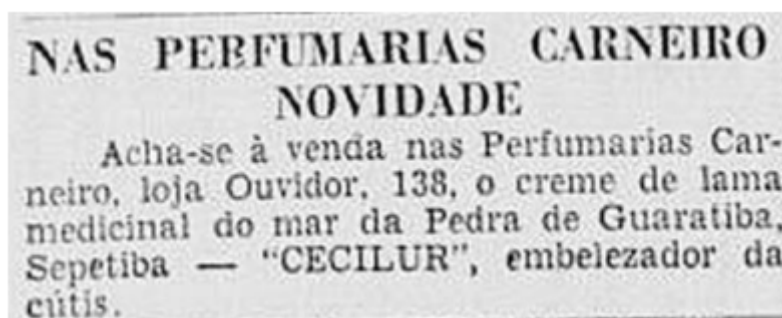 NAS PERFUMARIAS CARNEIRO
NOVIDADE
Acha-se à venda nas Perfumarias Car-
neiro, loja Ouvidor, 138, o creme de lama
medicinal do mar da Pedra de Guaratiba,
Sepetiba — “CECILUR”, embelezador da
cútis.